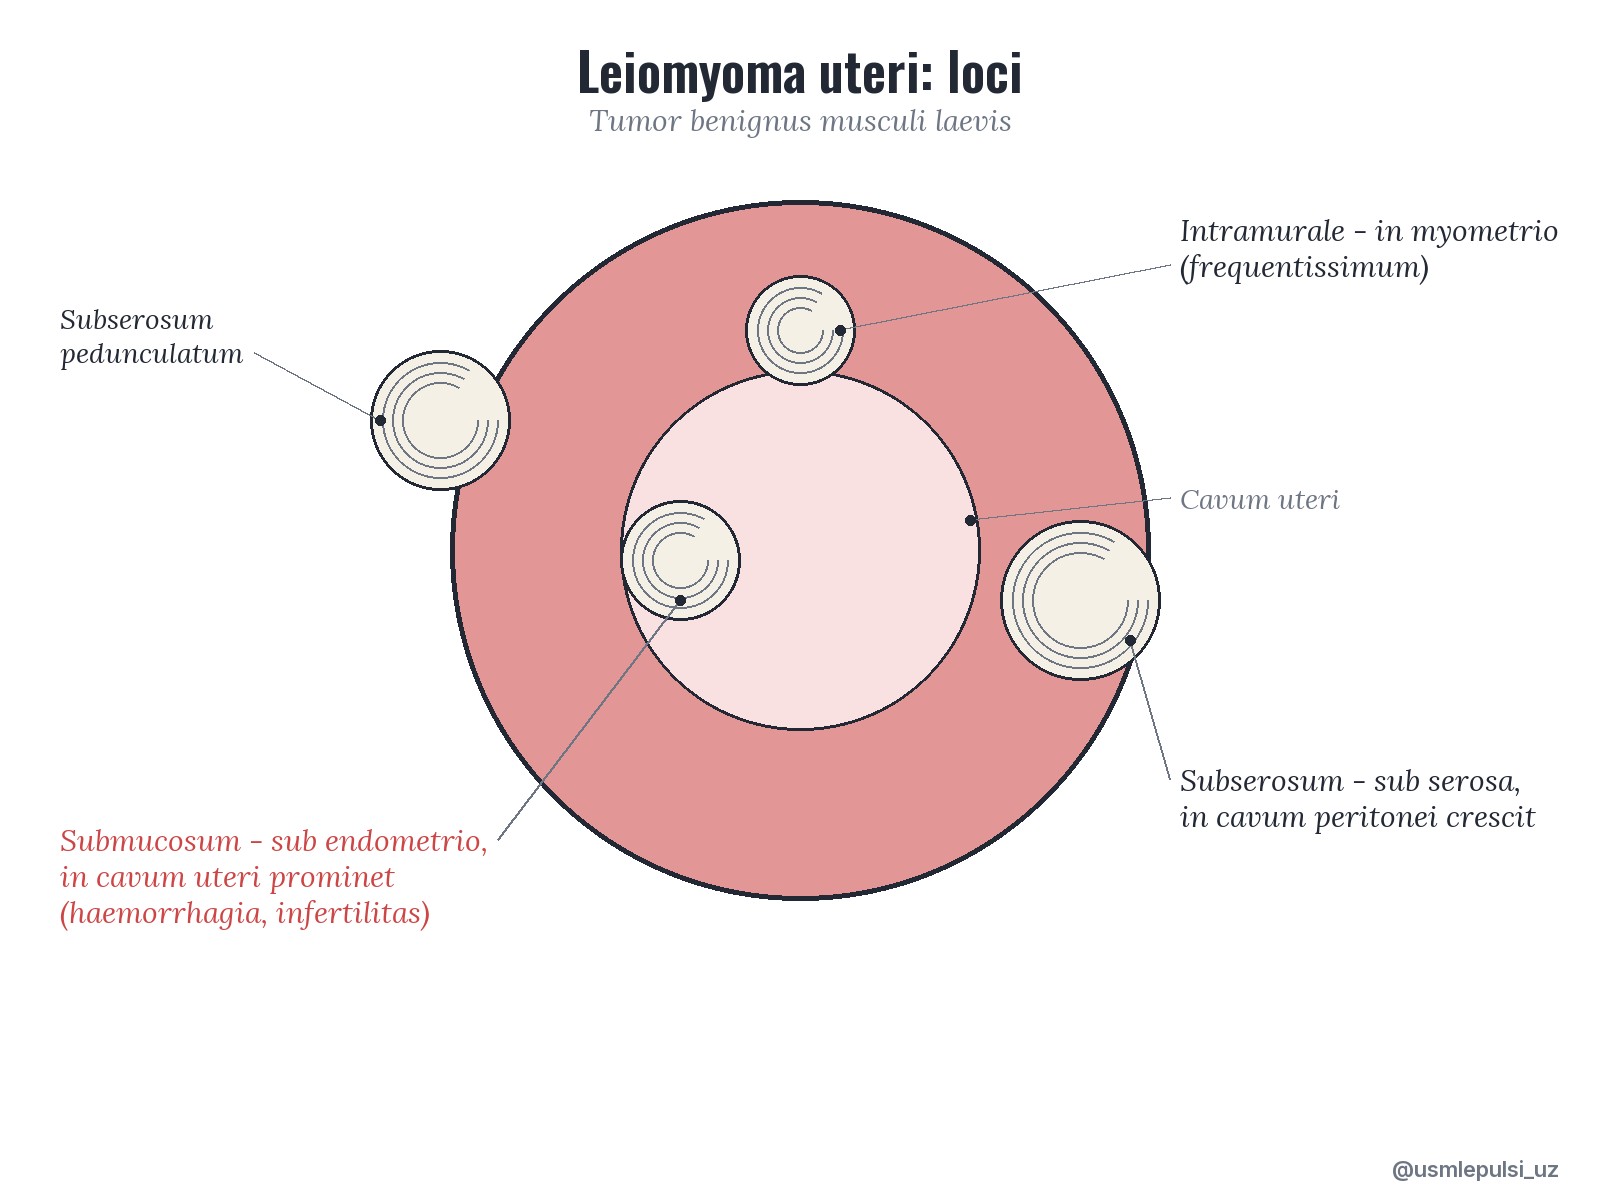 Leiomyoma uteri: loci
Tumor benignus musculi laevis
Intramurale - in myometrio
(frequentissimum)
Subserosum
pedunculatum
Cavum uteri
Subserosum - sub serosa,
in cavum peritonei crescit
Submucosum - sub endometrio,
in cavum uteri prominet
(haemorrhagia, infertilitas)
@usmlepulsi_uz